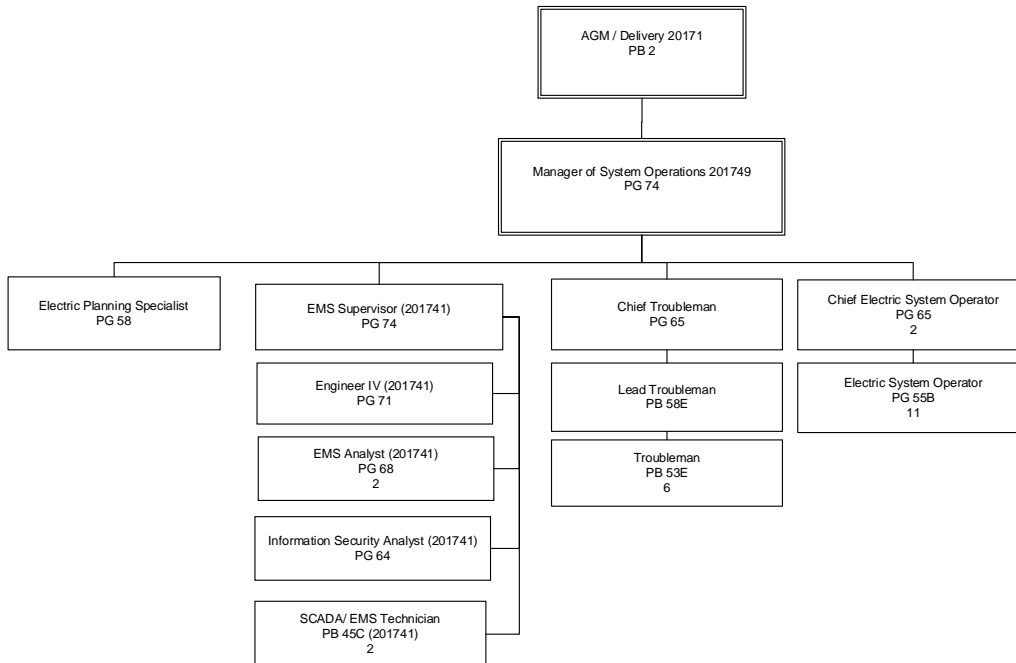 AGM / Delivery 20171
PB 2
Manager of System Operations 201749
PG 74
Electric Planning Specialist
PG 58
EMS Supervisor (201741)
PG 74
Engineer IV (201741)
PG 71
EMS Analyst (201741)
PG 68
2
Information Security Analyst (201741)
PG 64
SCADA/ EMS Technician
PB 45C (201741)
2
Chief Troubleman
PG 65
Lead Troubleman
PB 58E
Troubleman
PB 53E
6
Chief Electric System Operator
PG 65
2
Electric System Operator
PG 55B
11